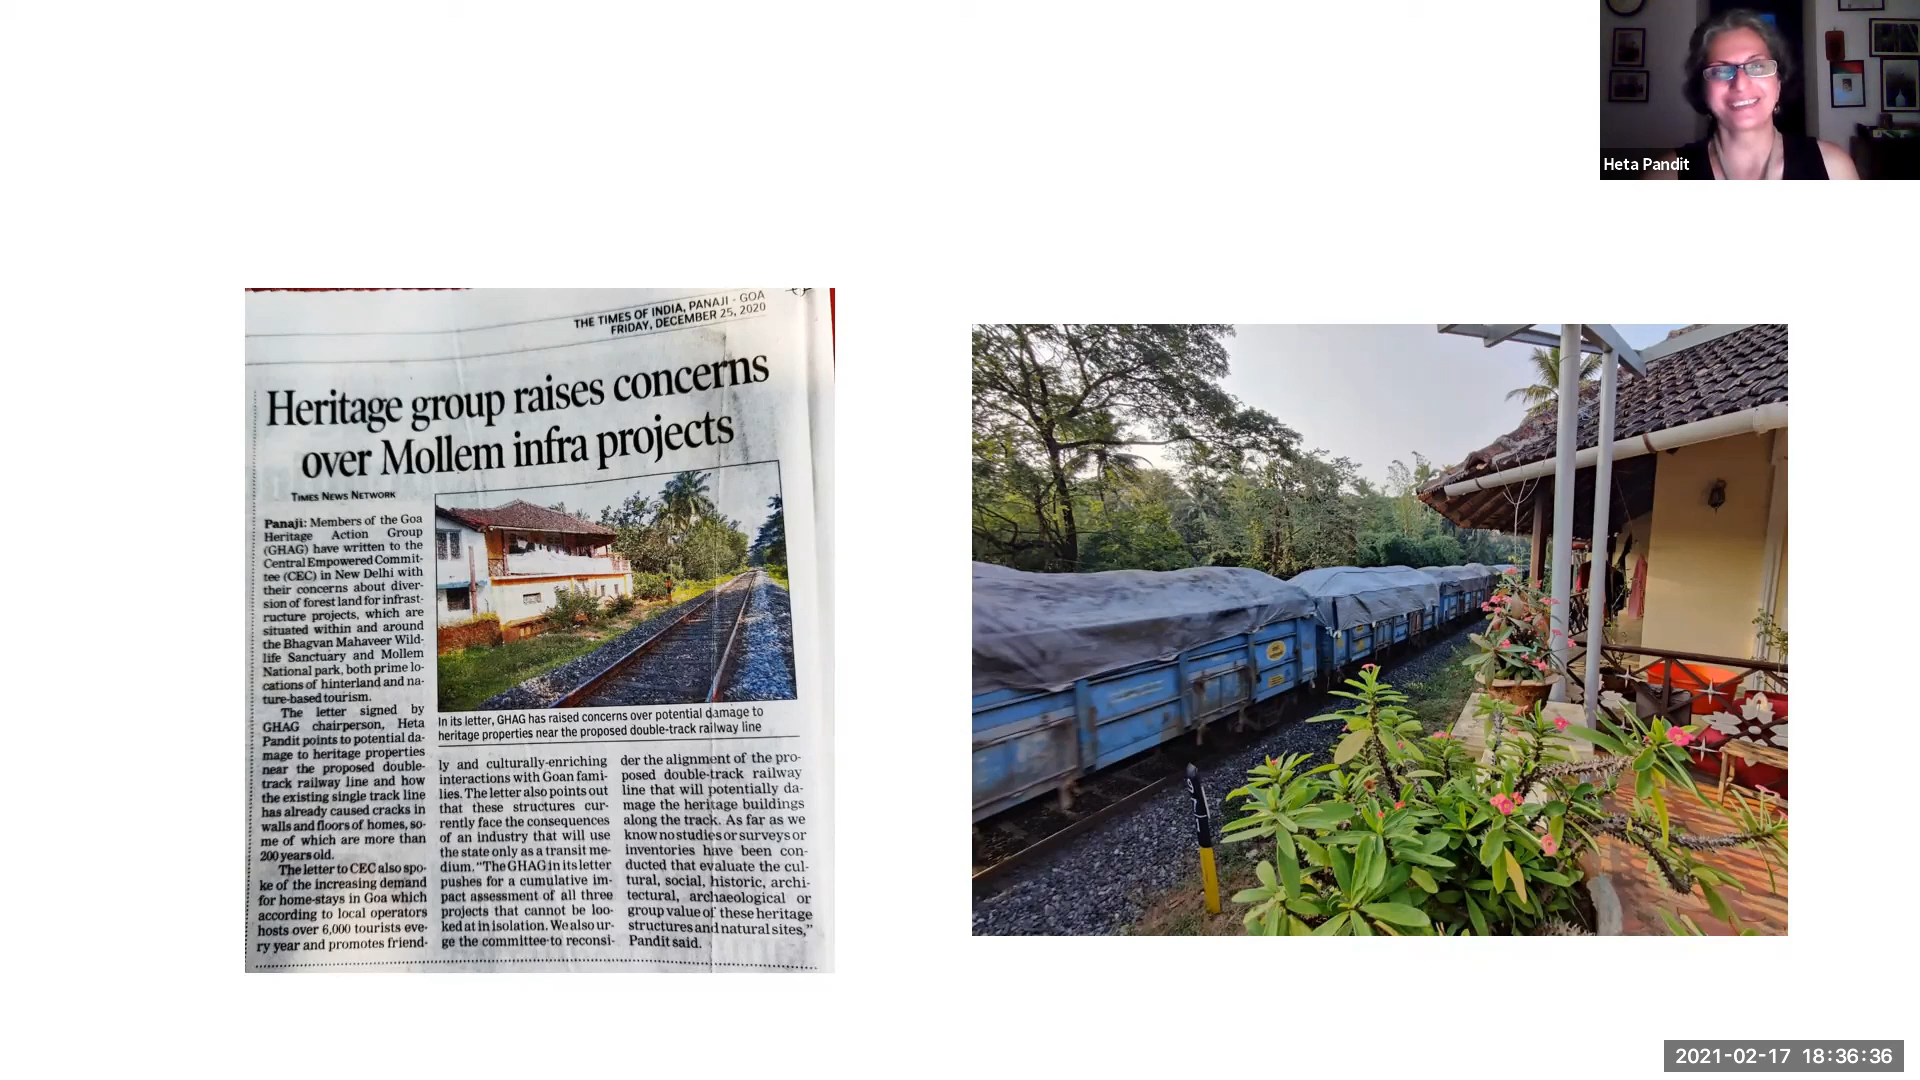 Heta Pandit
THE TIMES OF INDIA, PANAJI - GOA
FRIDAY, DECEMBER 25, 2020
Heritage group raises concerns
over Mollem infra projects
TIMES NEWS NETWORK
Panaji: Members of the Goa
Heritage Action Group
(GHAG) have written to the
Central Empowered Commit-
tee (CEC) in New Delhi with
their concerns about diver-
sion of forest land for infrast-
ructure projects, which are
situated within and around
the Bhagvan Mahaveer Wild-
life Sanctuary and Mollem
National park, both prime lo-
cations of hinterland and na-
ture-based tourism.
The letter signed by
GHAG chairperson, Heta
Pandit points to potential da-
mage to heritage properties
near the proposed double-
track railway line and how
the existing single track line
has already caused cracks in
walls and floors of homes, so-
me of which are more than
200 years old.
The letter to CEC also spo-
ke of the increasing demand
for home-stays in Goa which
according to local operators
hosts over 6,000 tourists eve-
ry year and promotes friend-
In its letter, GHAG has raised concerns over potential damage to
heritage properties near the proposed double-track railway line
ly and culturally-enriching
interactions with Goan fami-
lies. The letter also points out
that these structures cur-
rently face the consequences
of an industry that will use
the state only as a transit me-
dium. "The GHAG in its letter
pushes for a cumulative im-
pact assessment of all three
projects that cannot be loo-
ked at in isolation. We also ur-
ge the committee to reconsi-
der the alignment of the pro-
posed double-track railway
line that will potentially da-
mage the heritage buildings
along the track. As far as we
know no studies or surveys or
inventories have been con-
ducted that evaluate the cul-
tural, social, historic, archi-
tectural, archaeological or
group value of these heritage
structures and natural sites,"
Pandit said.
2021-02-17 18:36:36